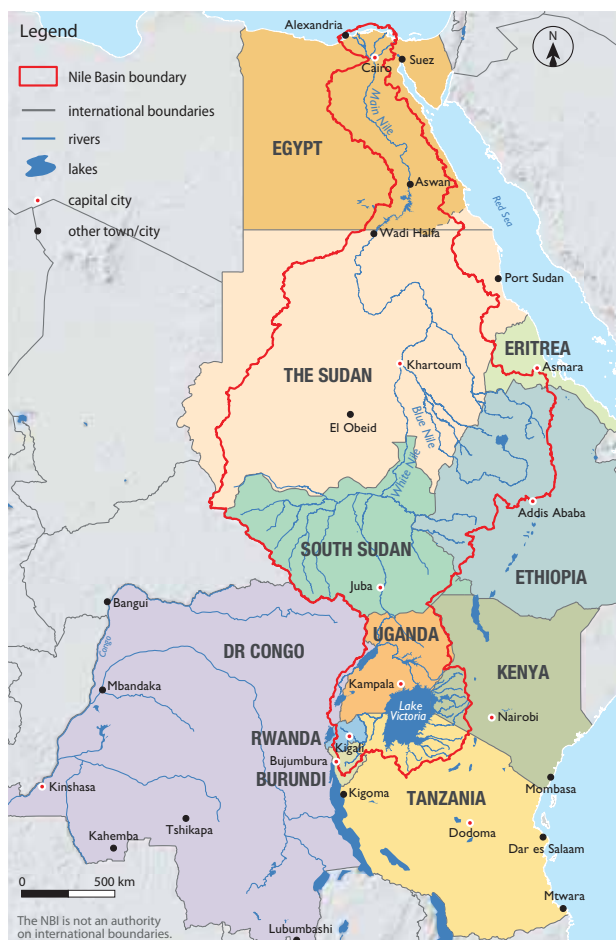 Legend
Nile Basin boundary
international boundaries
rivers
lakes
capital city
other town/city
N
Alexandria
Cairo
Suez
Main Nile
EGYPT
Aswan
Red Sea
Wadi Halfa
Port Sudan
ERITREA
Asmara
Khartoum
THE SUDAN
El Obeid
Blue Nile
White Nile
Addis Ababa
SOUTH SUDAN
ETHIOPIA
Juba
Bangui
UGANDA
DR CONGO
Congo
KENYA
Kampala
Mbandaka
Lake
Victoria
Nairobi
RWANDA
Kigali
Bujumbura
BURUNDI
Kinshasa
Kigoma
Mombasa
TANZANIA
Tshikapa
Dodoma
Kahemba
Dar es Salaam
0 500 km
Mtwara
The NBI is not an authority
on international boundaries.
Lubumbashi